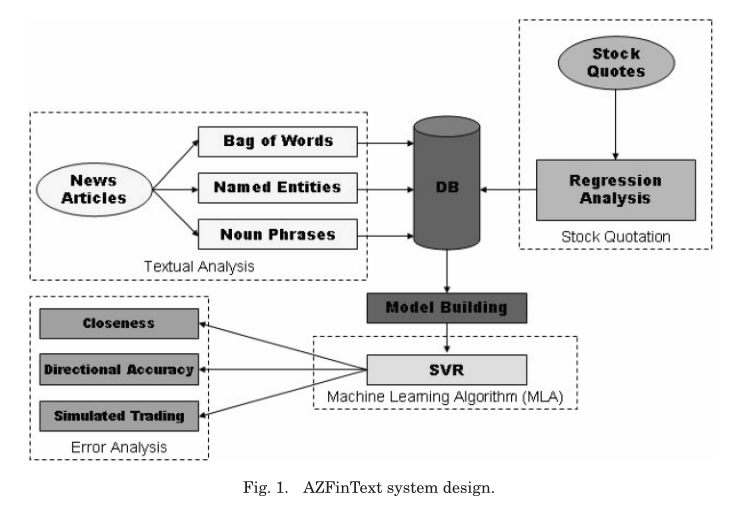 Stock
Quotes
Bag of Words
News
Articles
Named Entities
DB
Regression
Analysis
Noun Phrases
Stock Quotation
Textual Analysis
Model Building
Closeness
Directional Accuracy
SVR
Machine Learning Algorithm (MLA)
Simulated Trading
Error Analysis
Fig. 1. AZFinText system design.